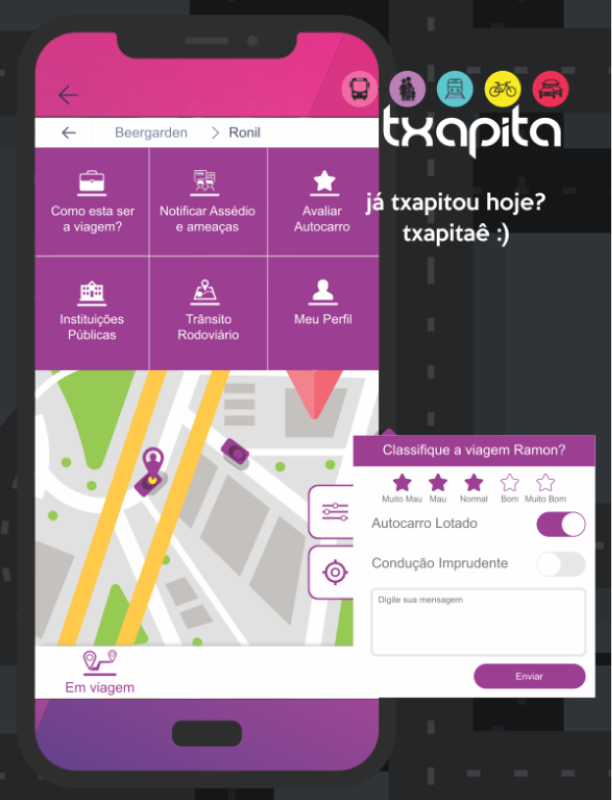 txapita
já txapitou hoje?
txapitaê :)
Beergarden > Ronil
Como esta ser
a viagem?
Notificar Assédio
e ameaças
Avaliar
Autocarro
Instituições
Públicas
Trânsito
Rodoviário
Meu Perfil
Classifique a viagem Ramon?
Muito Mau Mau Normal Bom Muito Bom
Autocarro Lotado
Condução Imprudente
Digite sua mensagem
Enviar
Em viagem